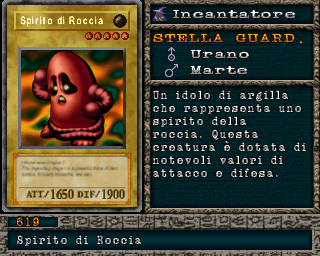 Spirito di Roccia
ATT/1650 DIF/1900
Incantatore
STELLA GUARD.
Urano
Marte
Un idolo di argilla
che rappresenta uno
spirito della
roccia. Questa
creatura è dotata di
notevoli valori di
attacco e difesa.
619
Spirito di Roccia